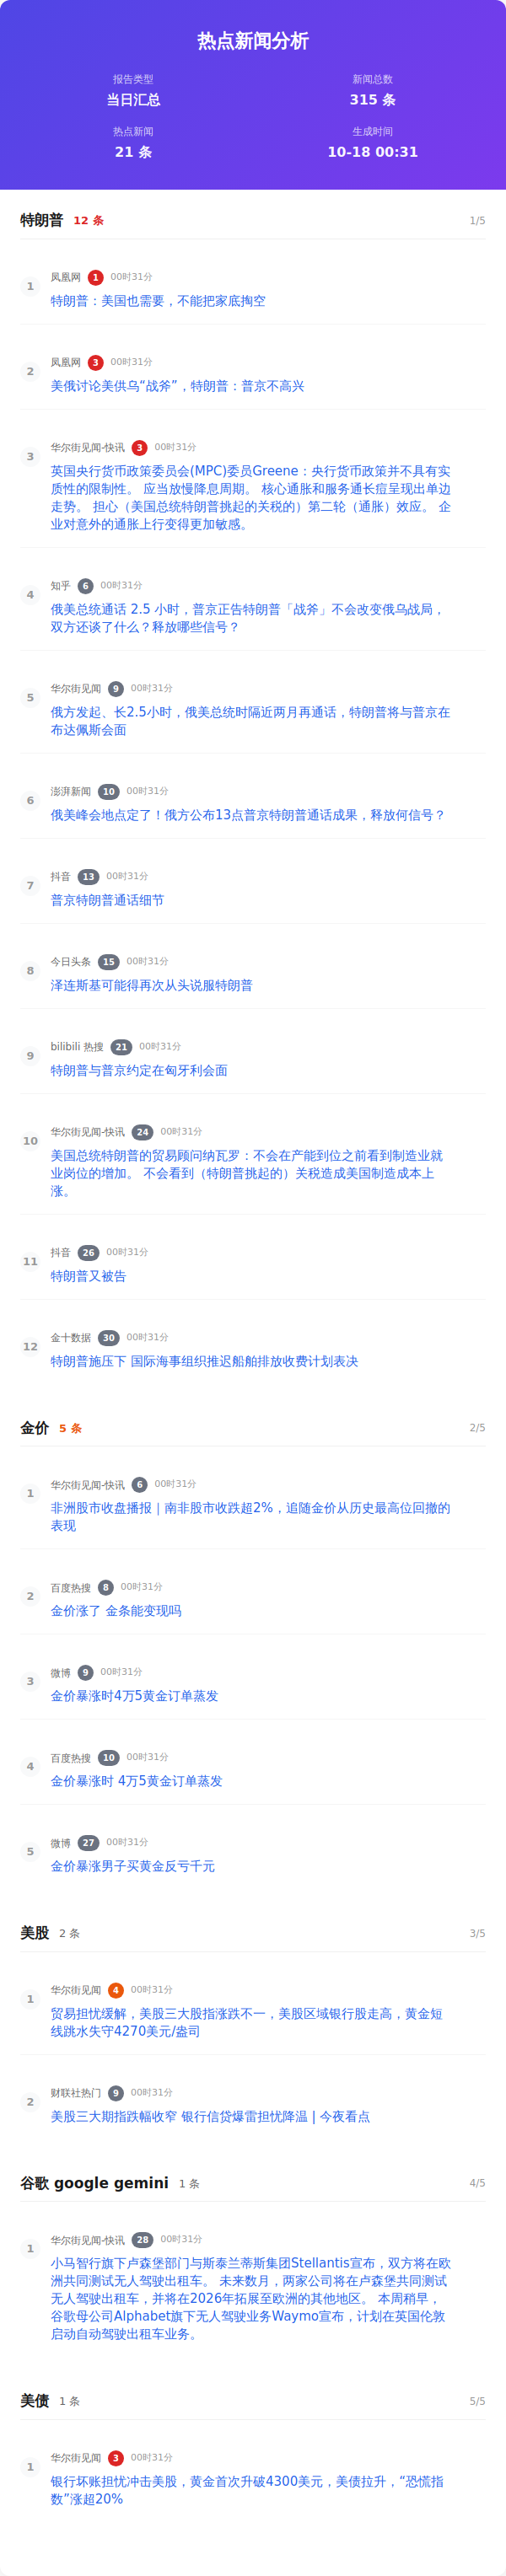 热点新闻分析
报告类型
当日汇总
新闻总数
315 条
热点新闻
21 条
生成时间
10-18 00:31
特朗普 12 条 1/5
1 凤凰网 1 00时31分
特朗普：美国也需要，不能把家底掏空
2 凤凰网 3 00时31分
美俄讨论美供乌“战斧”，特朗普：普京不高兴
3 华尔街见闻-快讯 3 00时31分
英国央行货币政策委员会(MPC)委员Greene：央行货币政策并不具有实
质性的限制性。 应当放慢降息周期。 核心通胀和服务通长痘呈现出单边
走势。 担心（美国总统特朗普挑起的关税的）第二轮（通胀）效应。 企
业对意外的通胀上行变得更加敏感。
4 知乎 6 00时31分
俄美总统通话 2.5 小时，普京正告特朗普「战斧」不会改变俄乌战局，
双方还谈了什么？释放哪些信号？
5 华尔街见闻 9 00时31分
俄方发起、长2.5小时，俄美总统时隔近两月再通话，特朗普将与普京在
布达佩斯会面
6 澎湃新闻 10 00时31分
俄美峰会地点定了！俄方公布13点普京特朗普通话成果，释放何信号？
7 抖音 13 00时31分
普京特朗普通话细节
8 今日头条 15 00时31分
泽连斯基可能得再次从头说服特朗普
9 bilibili 热搜 21 00时31分
特朗普与普京约定在匈牙利会面
10 华尔街见闻-快讯 24 00时31分
美国总统特朗普的贸易顾问纳瓦罗：不会在产能到位之前看到制造业就
业岗位的增加。 不会看到（特朗普挑起的）关税造成美国制造成本上
涨。
11 抖音 26 00时31分
特朗普又被告
12 金十数据 30 00时31分
特朗普施压下 国际海事组织推迟船舶排放收费计划表决
金价 5 条 2/5
1 华尔街见闻-快讯 6 00时31分
非洲股市收盘播报｜南非股市收跌超2%，追随金价从历史最高位回撤的
表现
2 百度热搜 8 00时31分
金价涨了 金条能变现吗
3 微博 9 00时31分
金价暴涨时4万5黄金订单蒸发
4 百度热搜 10 00时31分
金价暴涨时 4万5黄金订单蒸发
5 微博 27 00时31分
金价暴涨男子买黄金反亏千元
美股 2 条 3/5
1 华尔街见闻 4 00时31分
贸易担忧缓解，美股三大股指涨跌不一，美股区域银行股走高，黄金短
线跳水失守4270美元/盎司
2 财联社热门 9 00时31分
美股三大期指跌幅收窄 银行信贷爆雷担忧降温 | 今夜看点
谷歌 google gemini 1 条 4/5
1 华尔街见闻-快讯 28 00时31分
小马智行旗下卢森堡部门与斯泰兰蒂斯集团Stellantis宣布，双方将在欧
洲共同测试无人驾驶出租车。 未来数月，两家公司将在卢森堡共同测试
无人驾驶出租车，并将在2026年拓展至欧洲的其他地区。 本周稍早，
谷歌母公司Alphabet旗下无人驾驶业务Waymo宣布，计划在英国伦敦
启动自动驾驶出租车业务。
美债 1 条 5/5
1 华尔街见闻 3 00时31分
银行坏账担忧冲击美股，黄金首次升破4300美元，美债拉升，“恐慌指
数”涨超20%